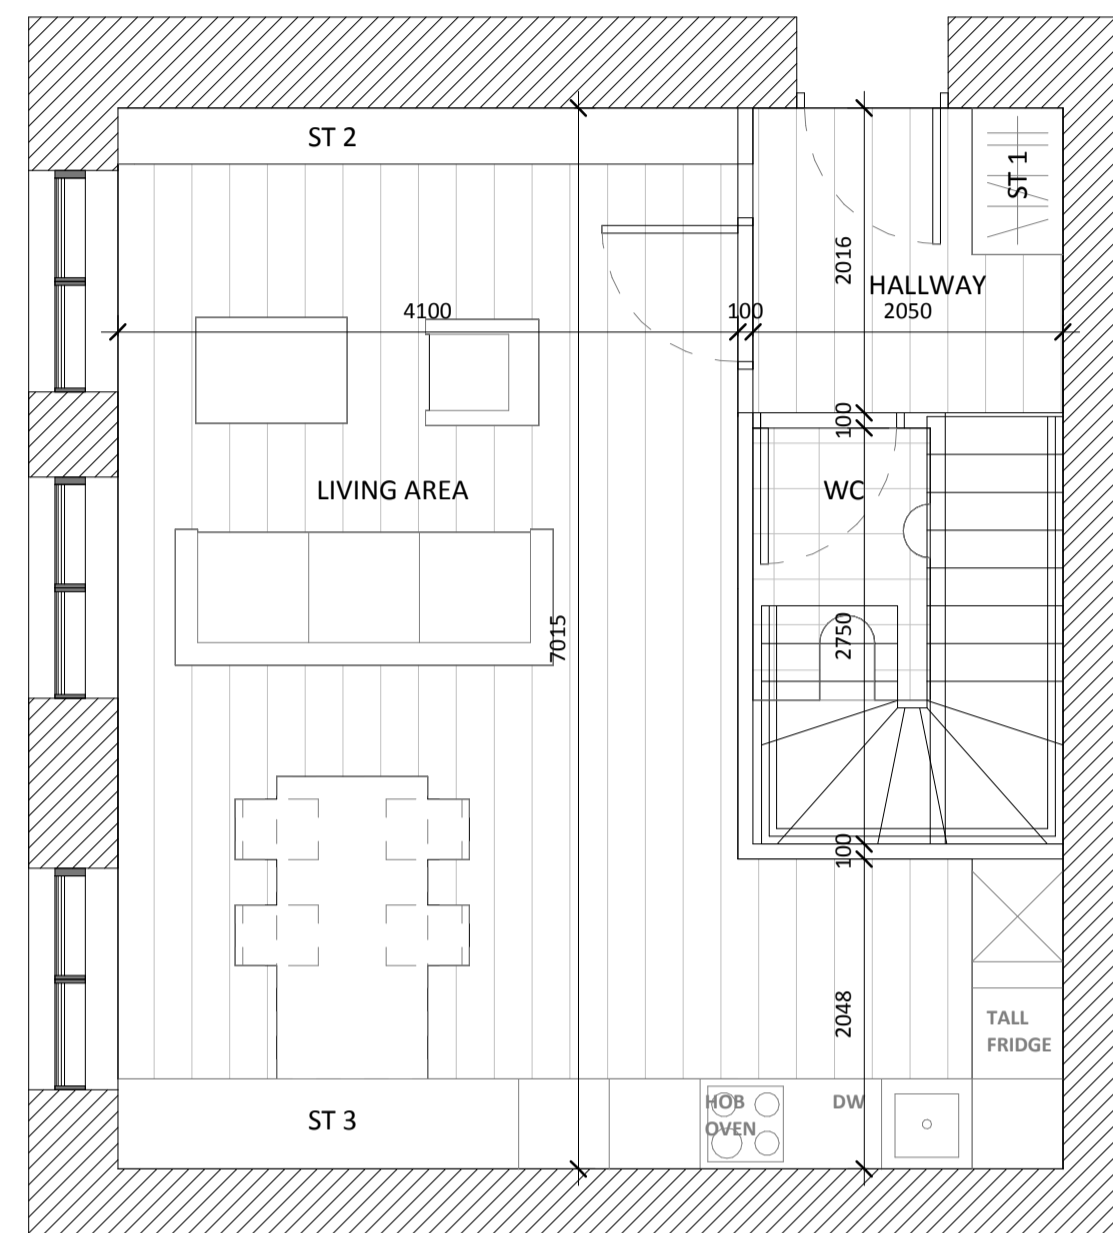 ST 2
ST 1
2016
HALLWAY
4100
100
2050
100
LIVING AREA
WC
7015
2750
100
2048
TALL
FRIDGE
HOB
OVEN
DW
ST 3